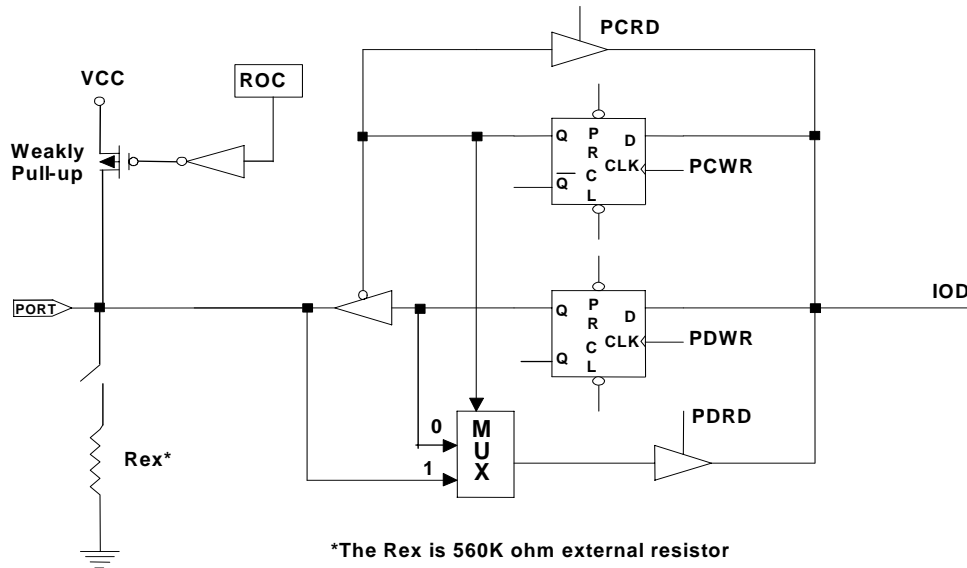 PCRD
VCC
ROC
Weakly
Pull-up
Q
P
R
C
L
D
CLK
Q
PCWR
PORT
IOD
Q
P
R
C
L
D
CLK
Q
PDWR
0
1
M
U
X
PDRD
Rex*
*The Rex is 560K ohm external resistor